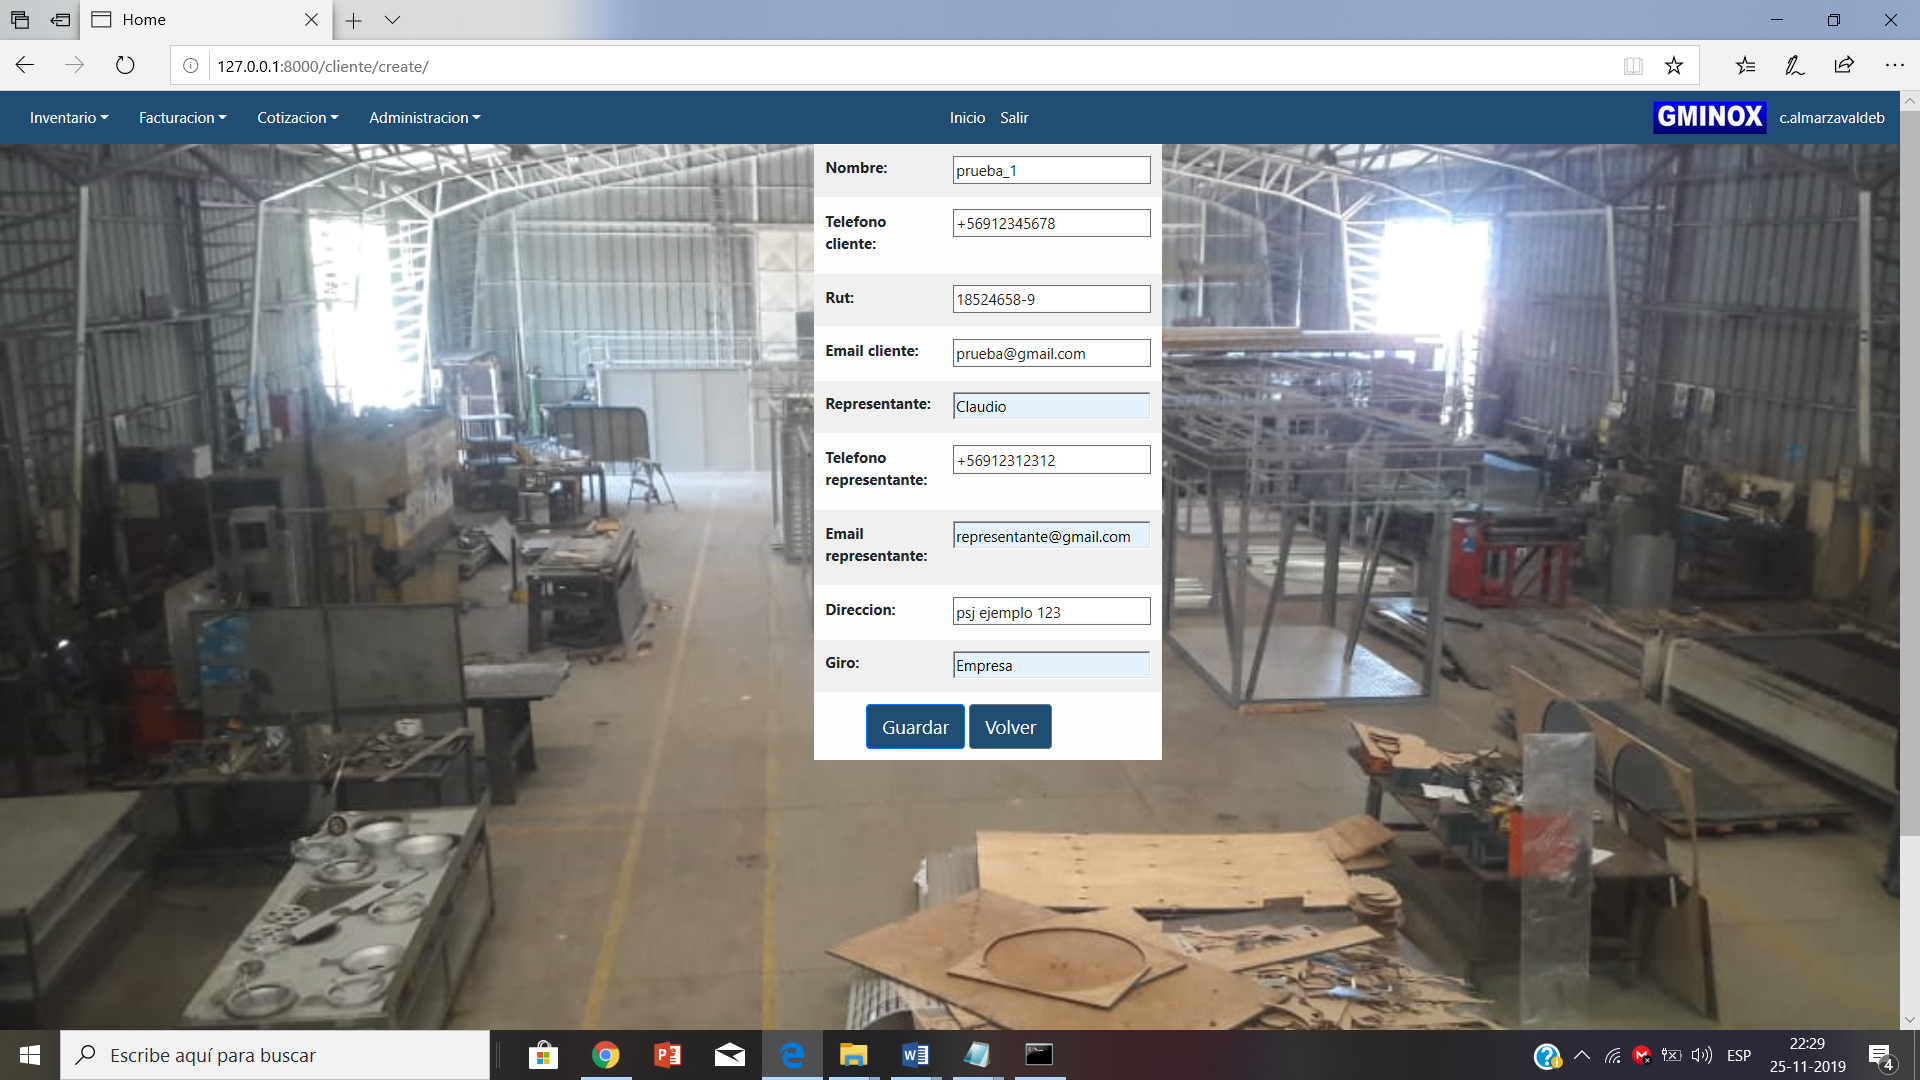 Home
127.0.0.1:8000/cliente/create/
Inventario Facturacion Cotizacion Administracion Inicio Salir GMINOX c.almarzavaldeb
Nombre: prueba_1
Telefono cliente: +56912345678
Rut: 18524658-9
Email cliente: prueba@gmail.com
Representante: Claudio
Telefono representante: +56912312312
Email representante: representante@gmail.com
Direccion: psj ejemplo 123
Giro: Empresa
Guardar Volver
Escribe aquí para buscar
ESP
22:29
25-11-2019
4